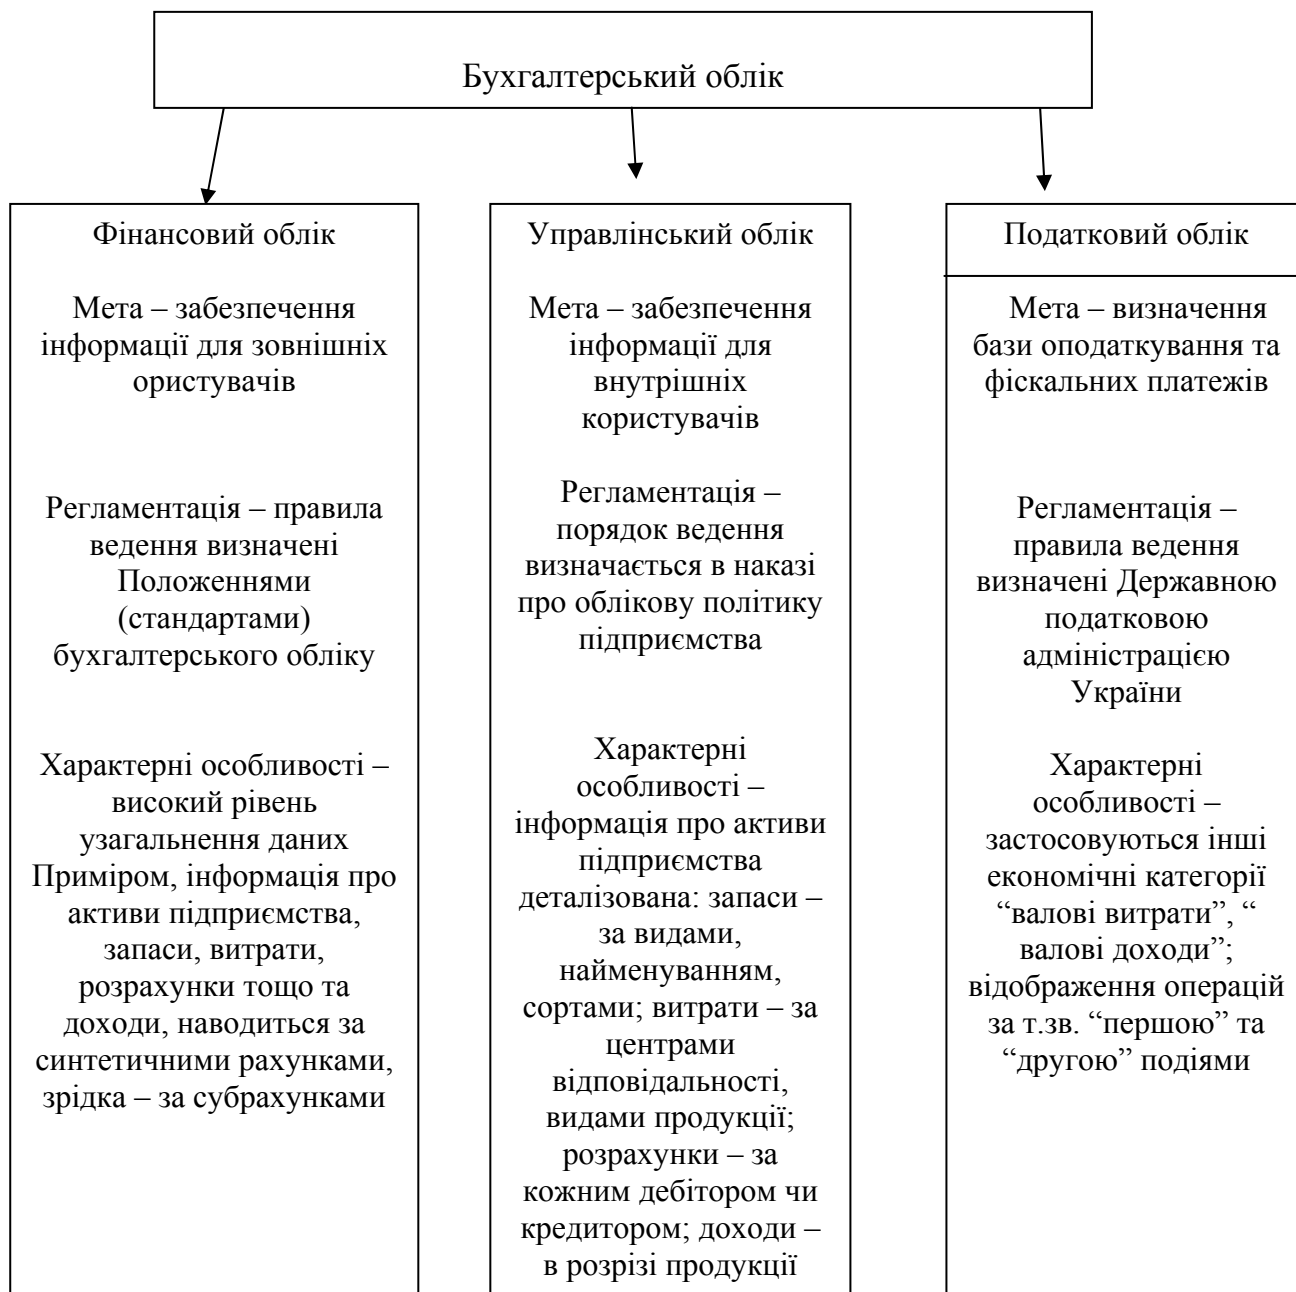 Бухгалтерський облік
Фінансовий облік
Мета – забезпечення
інформації для зовнішніх
ористувачів
Регламентація – правила
ведення визначені
Положеннями
(стандартами)
бухгалтерського обліку
Характерні особливості –
високий рівень
узагальнення даних
Приміром, інформація про
активи підприємства,
запаси, витрати,
розрахунки тощо та
доходи, наводиться за
синтетичними рахунками,
зрідка – за субрахунками
Управлінський облік
Мета – забезпечення
інформації для
внутрішніх
користувачів
Регламентація –
порядок ведення
визначається в наказі
про облікову політику
підприємства
Характерні
особливості –
інформація про активи
підприємства
деталізована: запаси –
за видами,
найменуванням,
сортами; витрати – за
центрами
відповідальності,
видами продукції;
розрахунки – за
кожним дебітором чи
кредитором; доходи –
в розрізі продукції
Податковий облік
Мета – визначення
бази оподаткування та
фіскальних платежів
Регламентація –
правила ведення
визначені Державною
податковою
адміністрацією
України
Характерні
особливості –
застосовуються інші
економічні категорії
“валові витрати”, “
валові доходи”;
відображення операцій
за т.зв. “першою” та
“другою” подіями